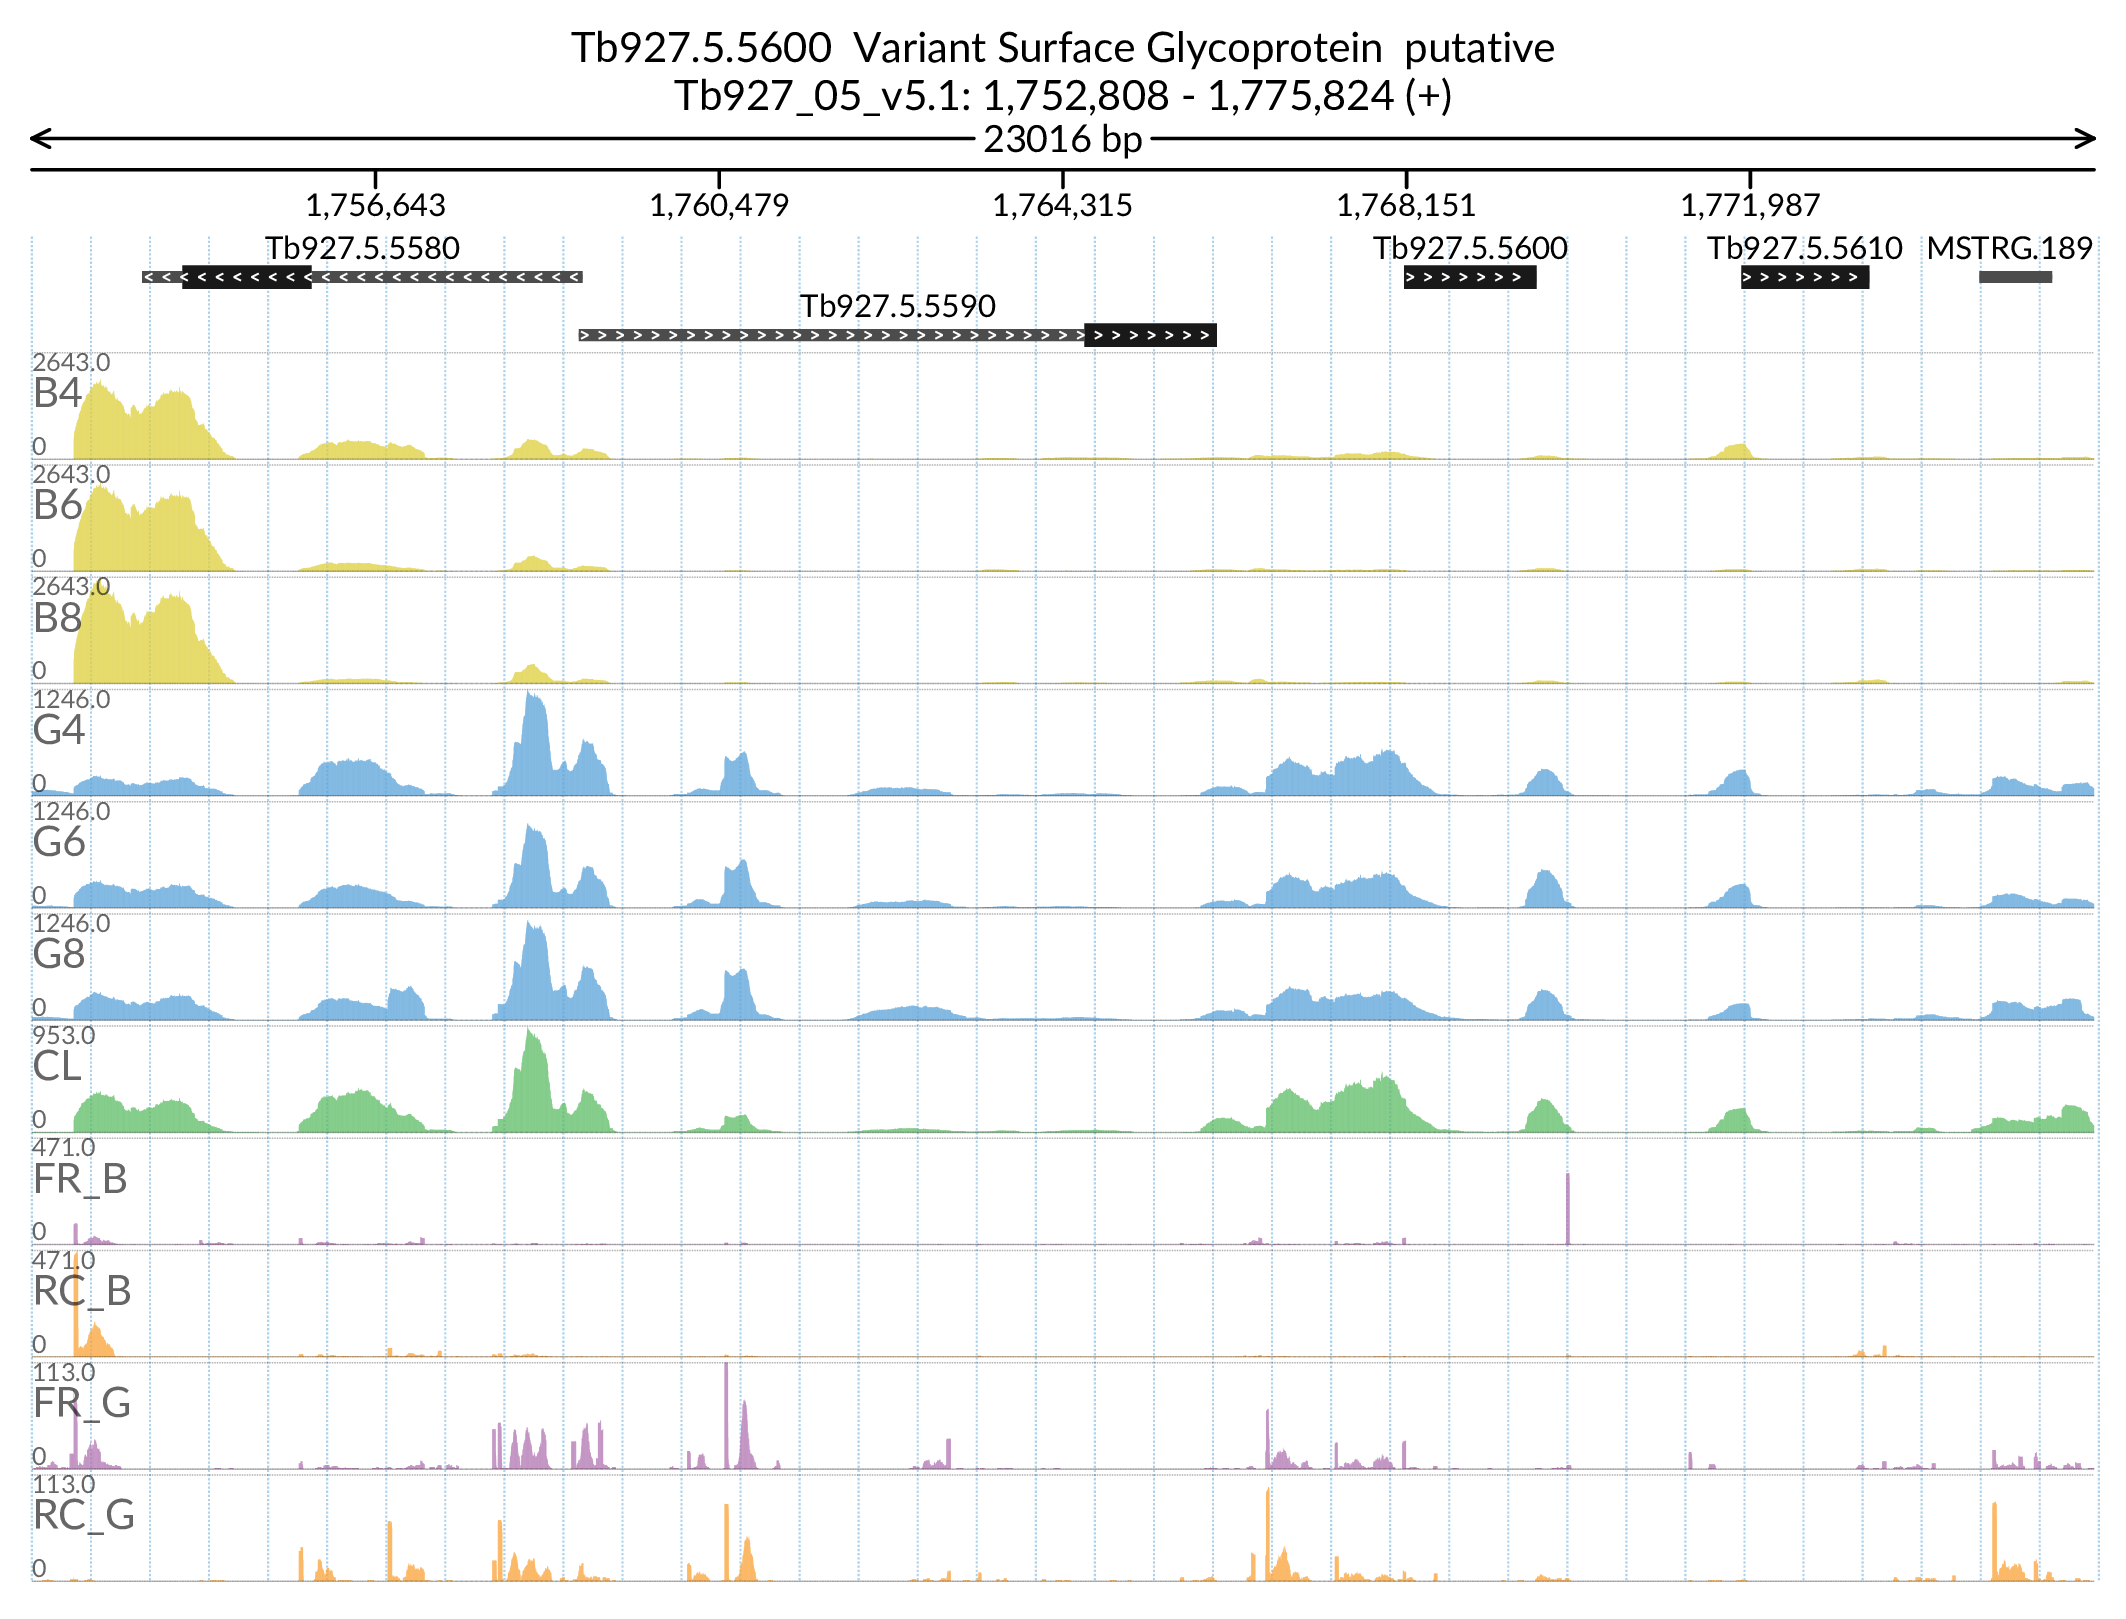 Tb927.5.5600  Variant Surface Glycoprotein  putative
Tb927_05_v5.1: 1,752,808 - 1,775,824 (+)
23016 bp
1,756,643 1,760,479 1,764,315 1,768,151 1,771,987
Tb927.5.5580 Tb927.5.5600 Tb927.5.5610 MSTRG.189
Tb927.5.5590
2643.0
B4
0
2643.0
B6
0
2643.0
B8
0
1246.0
G4
0
1246.0
G6
0
1246.0
G8
0
953.0
CL
0
471.0
FR_B
0
471.0
RC_B
0
113.0
FR_G
0
113.0
RC_G
0